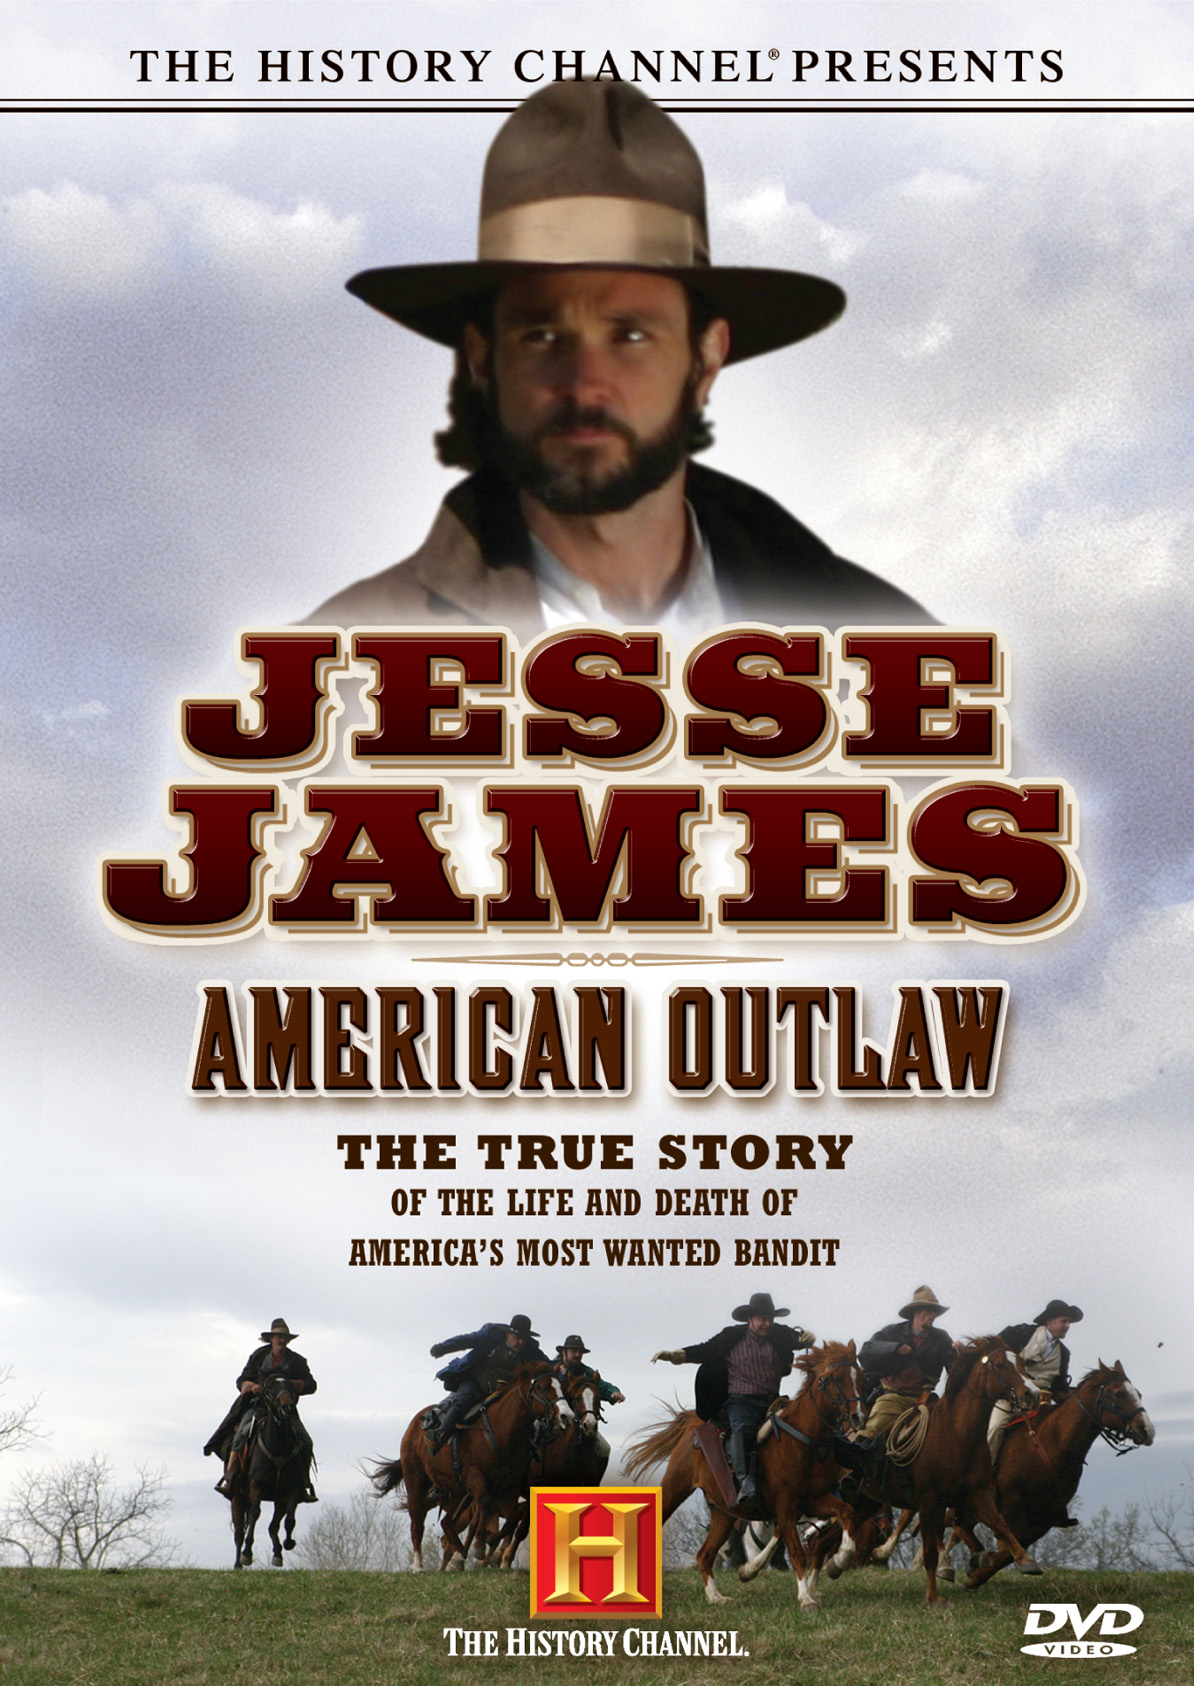 THE HISTORY CHANNEL® PRESENTS
JESSE
JAMES
AMERICAN OUTLAW
THE TRUE STORY
OF THE LIFE AND DEATH OF
AMERICA'S MOST WANTED BANDIT
H
THE HISTORY CHANNEL.
DVD
VIDEO